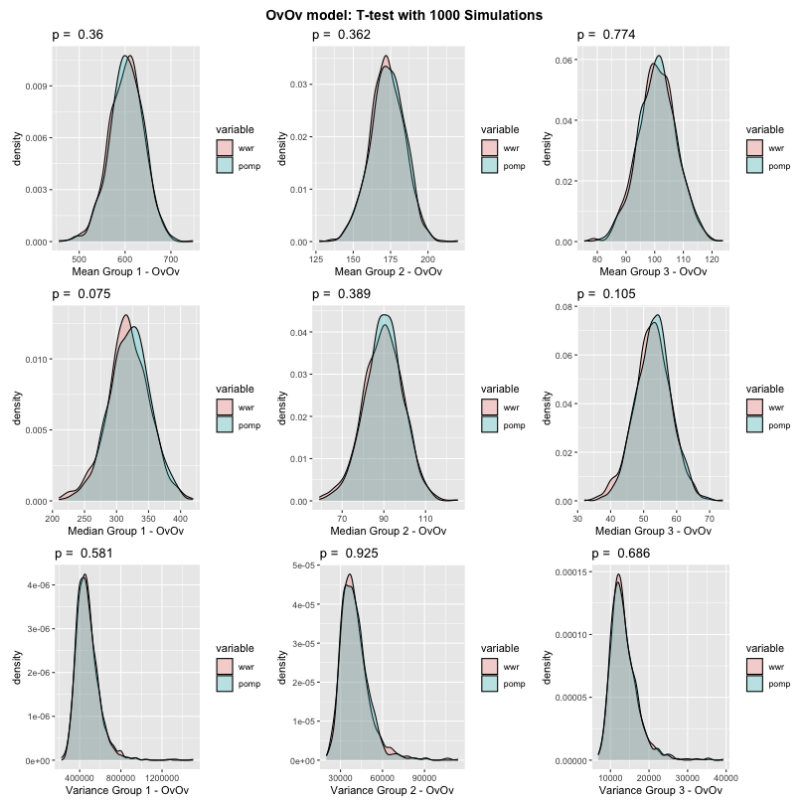 OvOv model: T-test with 1000 Simulations
p = 0.36
0.009
0.006
0.003
0.000
density
500 600 700
Mean Group 1 - OvOv
variable
wwr
pomp
p = 0.362
0.03
0.02
0.01
0.00
density
125 150 175 200
Mean Group 2 - OvOv
variable
wwr
pomp
p = 0.774
0.06
0.04
0.02
0.00
density
80 90 100 110 120
Mean Group 3 - OvOv
variable
wwr
pomp
p = 0.075
0.010
0.005
0.000
density
200 250 300 350 400
Median Group 1 - OvOv
variable
wwr
pomp
p = 0.389
0.04
0.03
0.02
0.01
0.00
density
70 90 110
Median Group 2 - OvOv
variable
wwr
pomp
p = 0.105
0.08
0.06
0.04
0.02
0.00
density
30 40 50 60 70
Median Group 3 - OvOv
variable
wwr
pomp
p = 0.581
4e-06
3e-06
2e-06
1e-06
0e+00
density
400000 800000 1200000
Variance Group 1 - OvOv
variable
wwr
pomp
p = 0.925
5e-05
4e-05
3e-05
2e-05
1e-05
0e+00
density
30000 60000 90000
Variance Group 2 - OvOv
variable
wwr
pomp
p = 0.686
0.00015
0.00010
0.00005
0.00000
density
10000 20000 30000 40000
Variance Group 3 - OvOv
variable
wwr
pomp